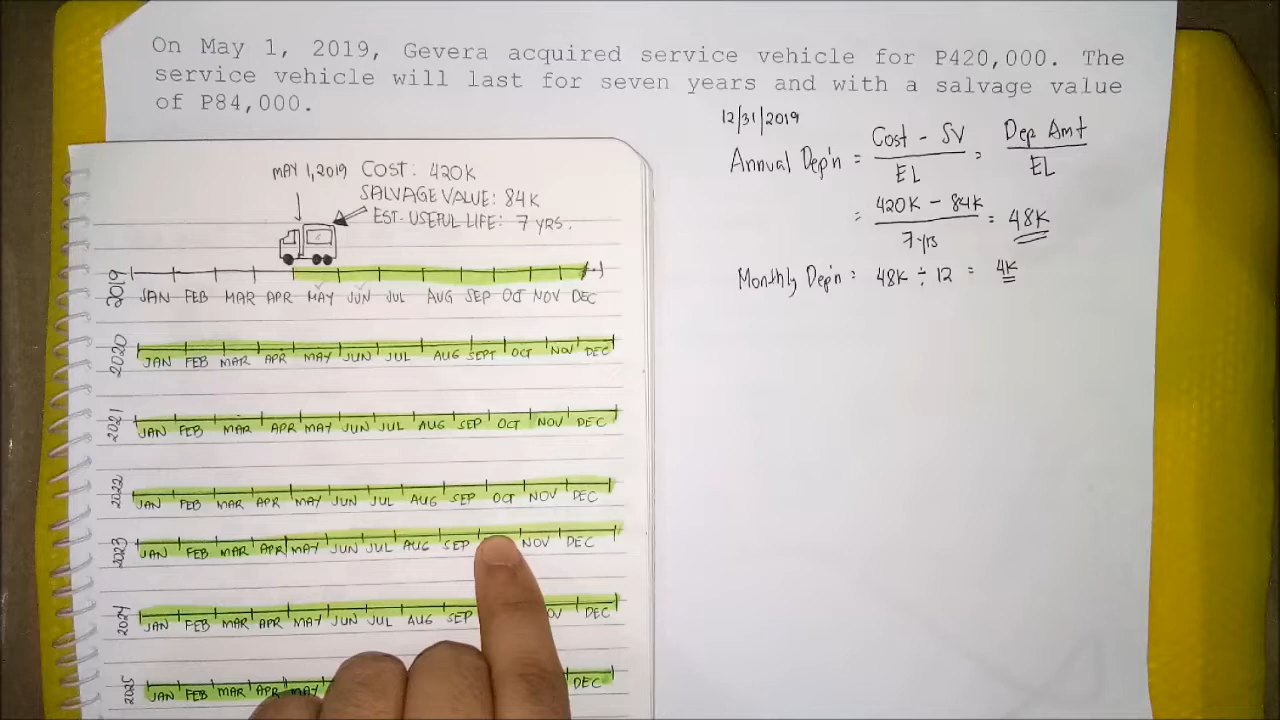 On May 1, 2019, Gevera acquired service vehicle for P420,000. The
service vehicle will last for seven years and with a salvage value
of P84,000.
12/31/2019
Annual Dep'n = Cost - SV / EL = Dep Amt / EL
= 420K - 84K / 7yrs = 48K
Monthly Dep'n = 48K ÷ 12 = 4K
MAY 1, 2019 COST: 420K
SALVAGE VALUE: 84K
EST. USEFUL LIFE: 7 YRS.
2019
JAN FEB MAR APR MAY JUN JUL AUG SEP OCT NOV DEC
2020
JAN FEB MAR APR MAY JUN JUL AUG SEPT OCT NOV DEC
2021
JAN FEB MAR APR MAY JUN JUL AUG SEP OCT NOV DEC
2022
JAN FEB MAR APR MAY JUN JUL AUG SEP OCT NOV DEC
2023
JAN FEB MAR APR MAY JUN JUL AUG SEP NOV DEC
2024
JAN FEB MAR APR MAY JUN JUL AUG SEP DEC
2025
JAN FEB MAR APR MAY DEC